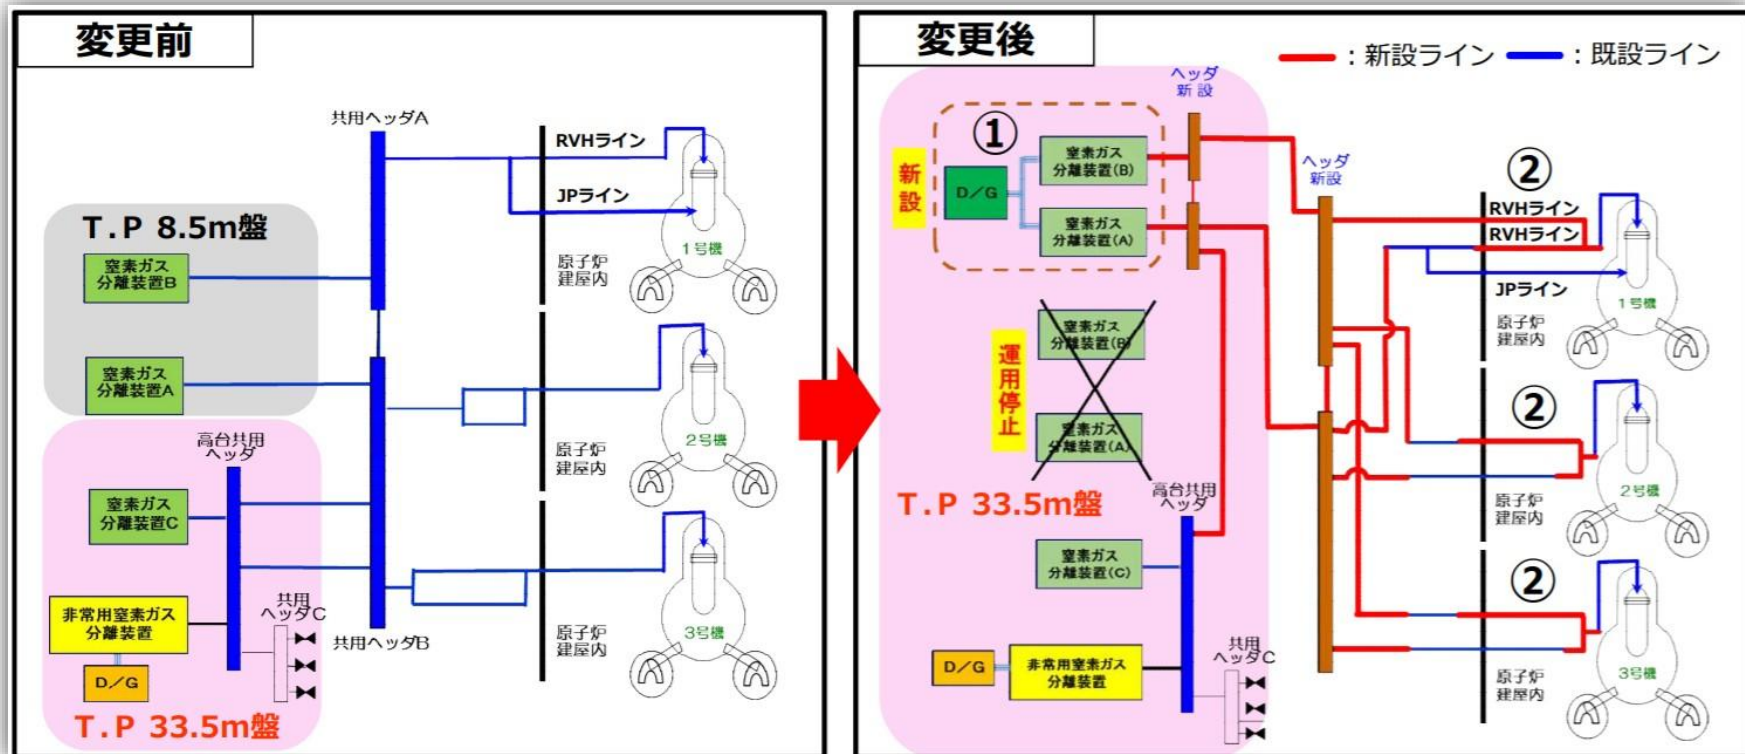 変更前
共用ヘッダA
RVHライン
JPライン
1号機
原子炉
建屋内
T.P 8.5m盤
窒素ガス
分離装置B
窒素ガス
分離装置A
2号機
原子炉
建屋内
高台共用
ヘッダ
窒素ガス
分離装置C
非常用窒素ガス
分離装置
D/G
共用
ヘッダC
共用ヘッダB
3号機
原子炉
建屋内
T.P 33.5m盤
変更後
：新設ライン
：既設ライン
ヘッダ
新設
新設
①
D/G
窒素ガス
分離装置(B)
窒素ガス
分離装置(A)
ヘッダ
新設
②
RVHライン
RVHライン
JPライン
1号機
原子炉
建屋内
運用停止
窒素ガス
分離装置(B)
窒素ガス
分離装置(A)
②
2号機
原子炉
建屋内
T.P 33.5m盤
高台共用
ヘッダ
窒素ガス
分離装置(C)
D/G
非常用窒素ガス
分離装置
共用
ヘッダC
②
3号機
原子炉
建屋内